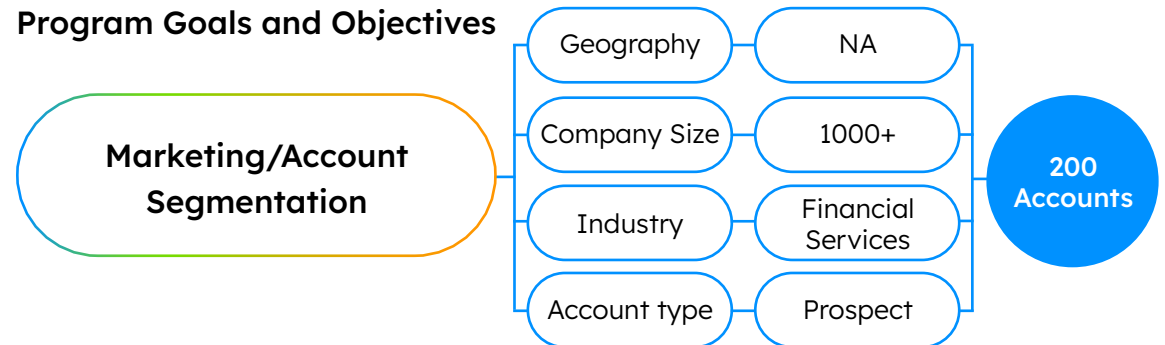 Program Goals and Objectives
Marketing/Account
Segmentation
Geography
NA
Company Size
1000+
Industry
Financial
Services
Account type
Prospect
200
Accounts